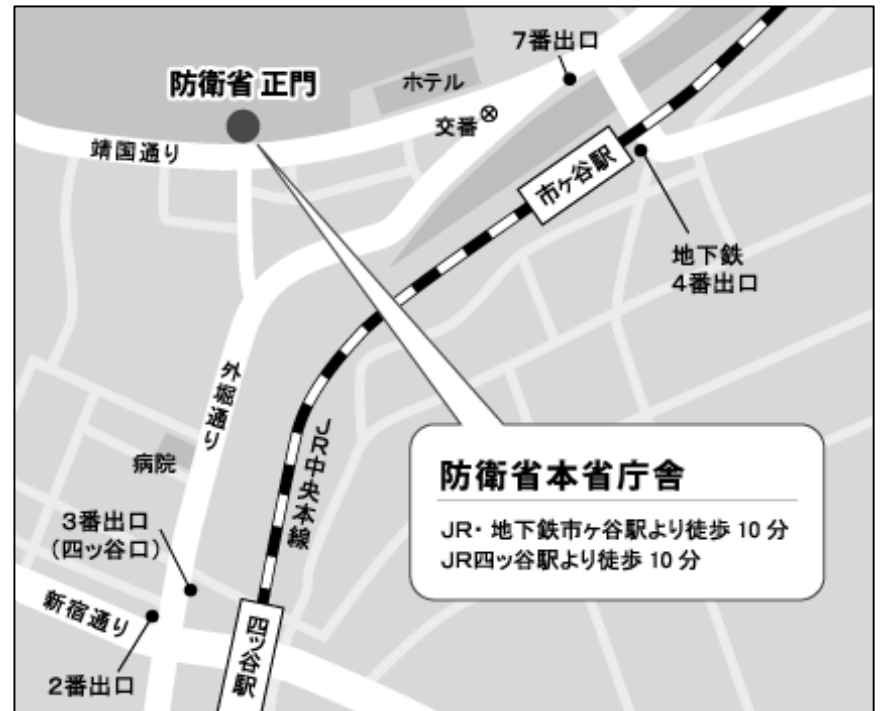 7番出口
防衛省 正門
ホテル
交番
靖国通り
市ヶ谷駅
地下鉄
4番出口
外堀通り
病院
JR中央本線
防衛省本省庁舎
JR・地下鉄市ヶ谷駅より徒歩 10 分
JR四ッ谷駅より徒歩 10 分
3番出口
(四ッ谷口)
新宿通り
四ッ谷駅
2番出口